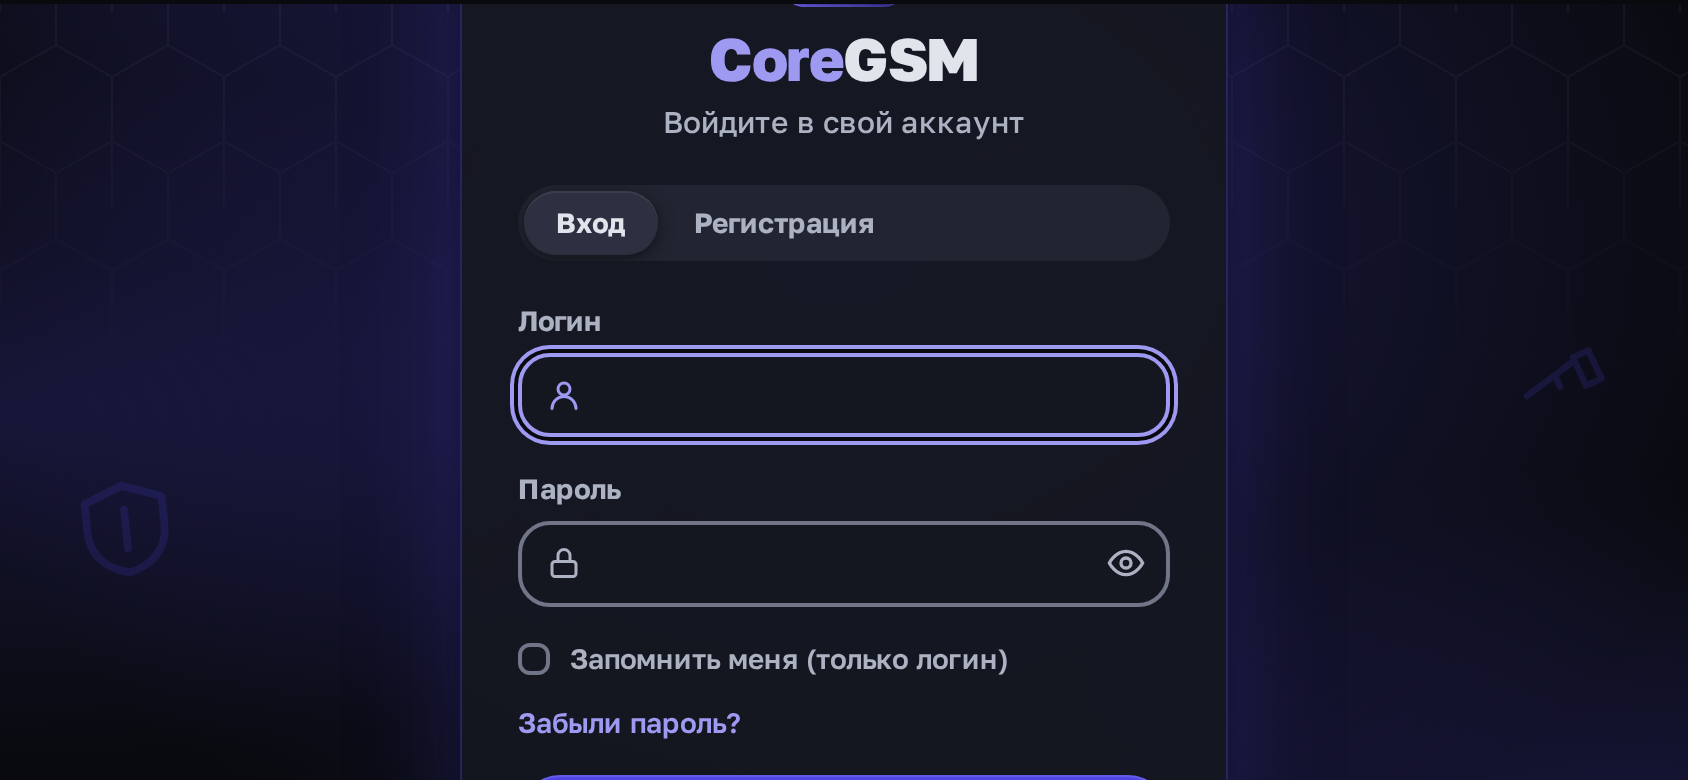 CoreGSM
Войдите в свой аккаунт
Вход
Регистрация
Логин
Пароль
Запомнить меня (только логин)
Забыли пароль?